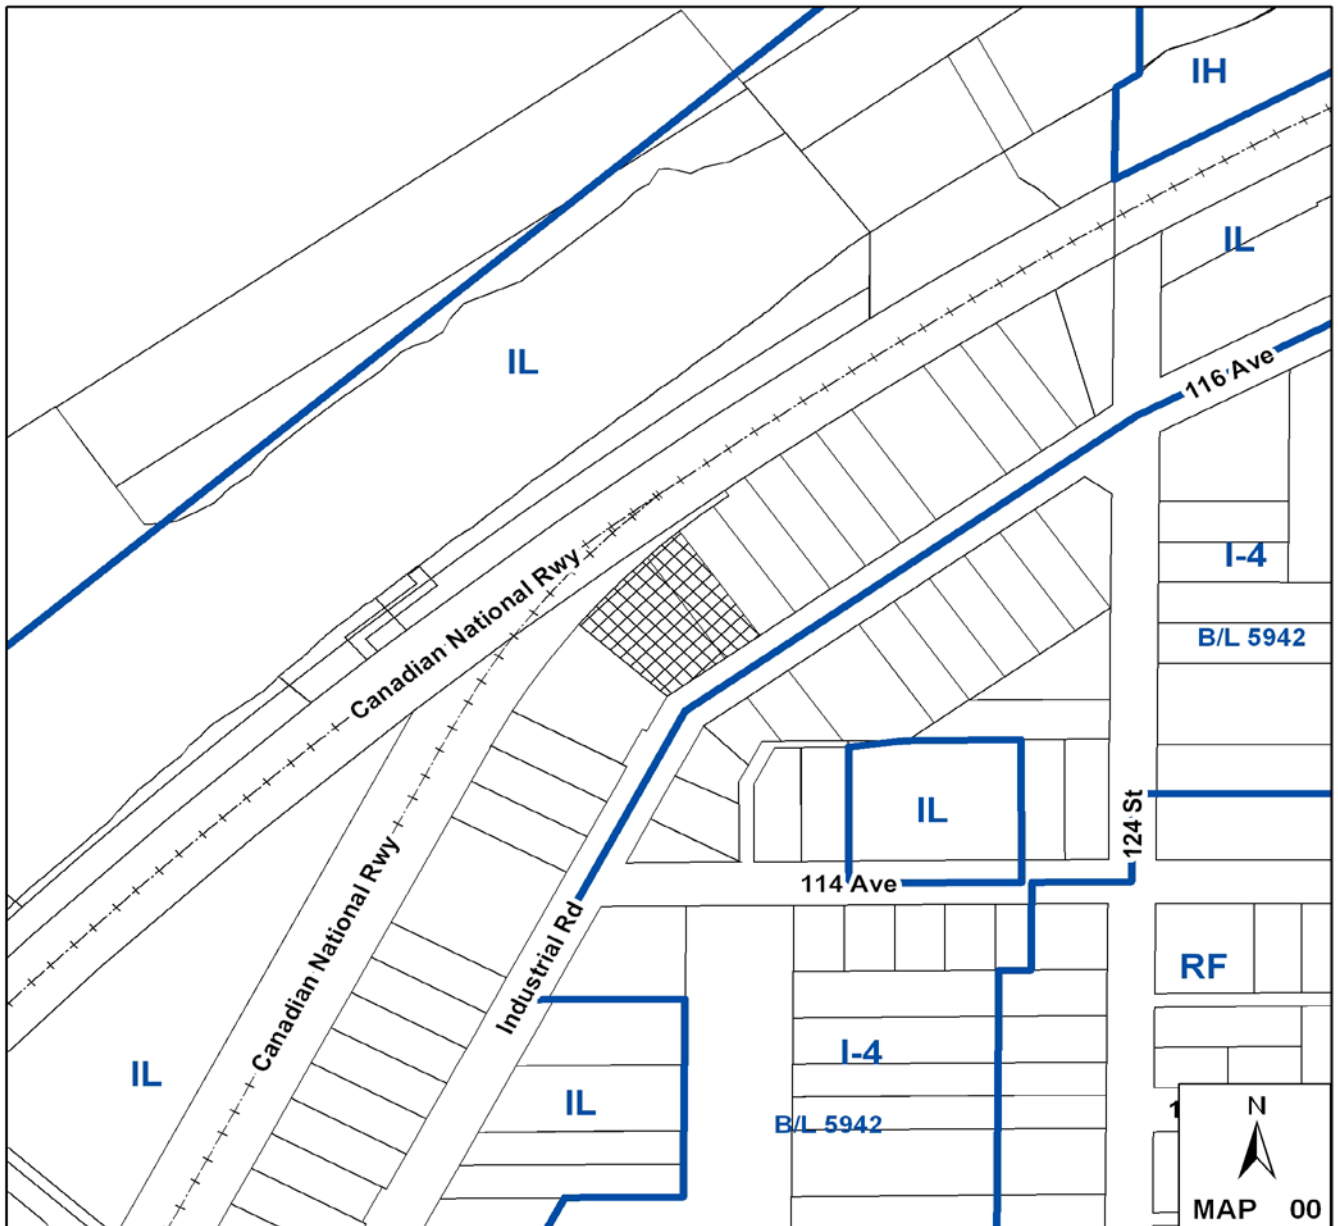 IH
IL
IL
116 Ave
I-4
Canadian National Rwy
B/L 5942
124 St
IL
114 Ave
Canadian National Rwy
Industrial Rd
RF
I-4
IL
IL
N
B/L 5942
MAP 00